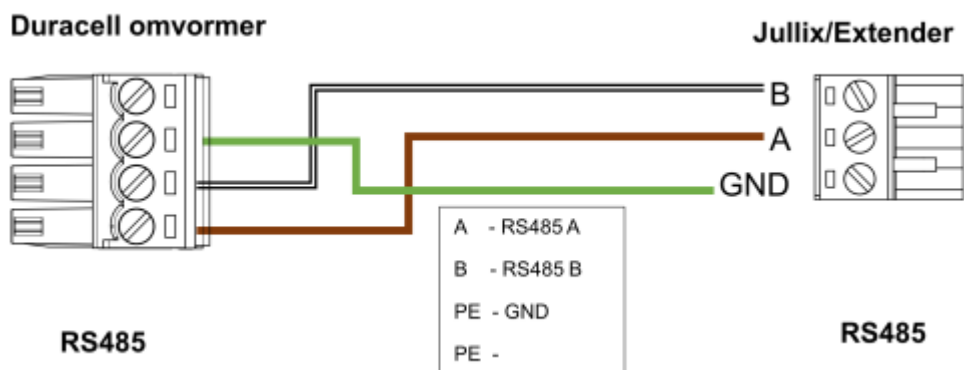 Duracell omvormer
Jullix/Extender
B
A
GND
A - RS485 A
B - RS485 B
PE - GND
PE -
RS485
RS485